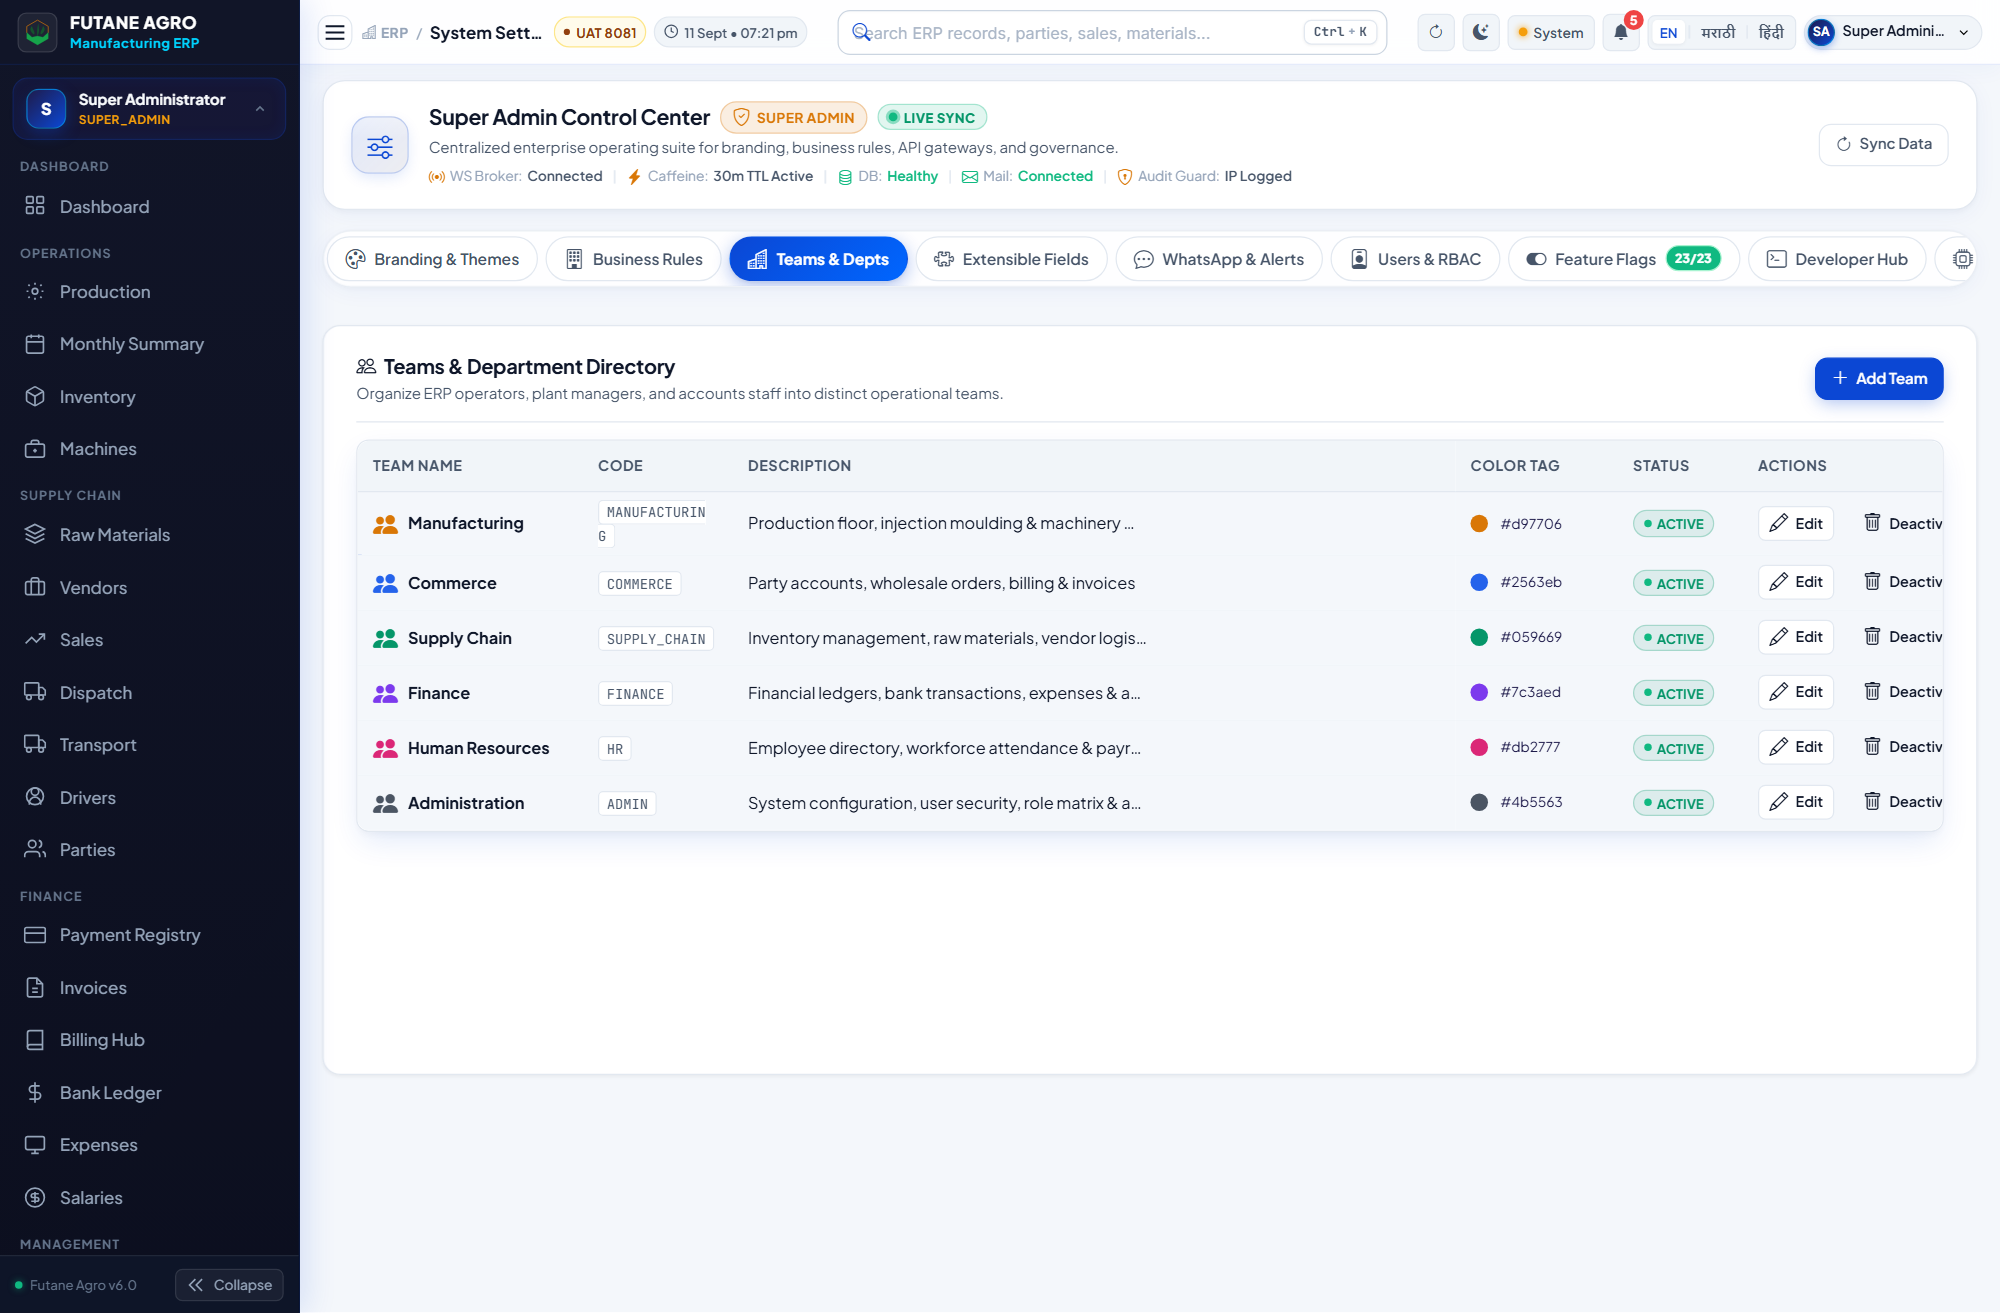 FUTANE AGRO
Manufacturing ERP
S
Super Administrator
SUPER_ADMIN
DASHBOARD
Dashboard
OPERATIONS
Production
Monthly Summary
Inventory
Machines
SUPPLY CHAIN
Raw Materials
Vendors
Sales
Dispatch
Transport
Drivers
Parties
FINANCE
Payment Registry
Invoices
Billing Hub
Bank Ledger
Expenses
Salaries
MANAGEMENT
Futane Agro v6.0
Collapse
ERP / System Sett...
UAT 8081
11 Sept • 07:21 pm
Search ERP records, parties, sales, materials...
Ctrl + K
System
5
EN
मराठी
हिंदी
SA
Super Admini...
Super Admin Control Center
SUPER ADMIN
LIVE SYNC
Centralized enterprise operating suite for branding, business rules, API gateways, and governance.
WS Broker: Connected
Caffeine: 30m TTL Active
DB: Healthy
Mail: Connected
Audit Guard: IP Logged
Sync Data
Branding & Themes
Business Rules
Teams & Depts
Extensible Fields
WhatsApp & Alerts
Users & RBAC
Feature Flags 23/23
Developer Hub
Teams & Department Directory
Organize ERP operators, plant managers, and accounts staff into distinct operational teams.
+ Add Team
TEAM NAME CODE DESCRIPTION COLOR TAG STATUS ACTIONS
Manufacturing MANUFACTURIN
G
Production floor, injection moulding & machinery ... #d97706 ACTIVE Edit Deactiv
Commerce COMMERCE Party accounts, wholesale orders, billing & invoices #2563eb ACTIVE Edit Deactiv
Supply Chain SUPPLY_CHAIN Inventory management, raw materials, vendor logis... #059669 ACTIVE Edit Deactiv
Finance FINANCE Financial ledgers, bank transactions, expenses & a... #7c3aed ACTIVE Edit Deactiv
Human Resources HR Employee directory, workforce attendance & payr... #db2777 ACTIVE Edit Deactiv
Administration ADMIN System configuration, user security, role matrix & a... #4b5563 ACTIVE Edit Deactiv